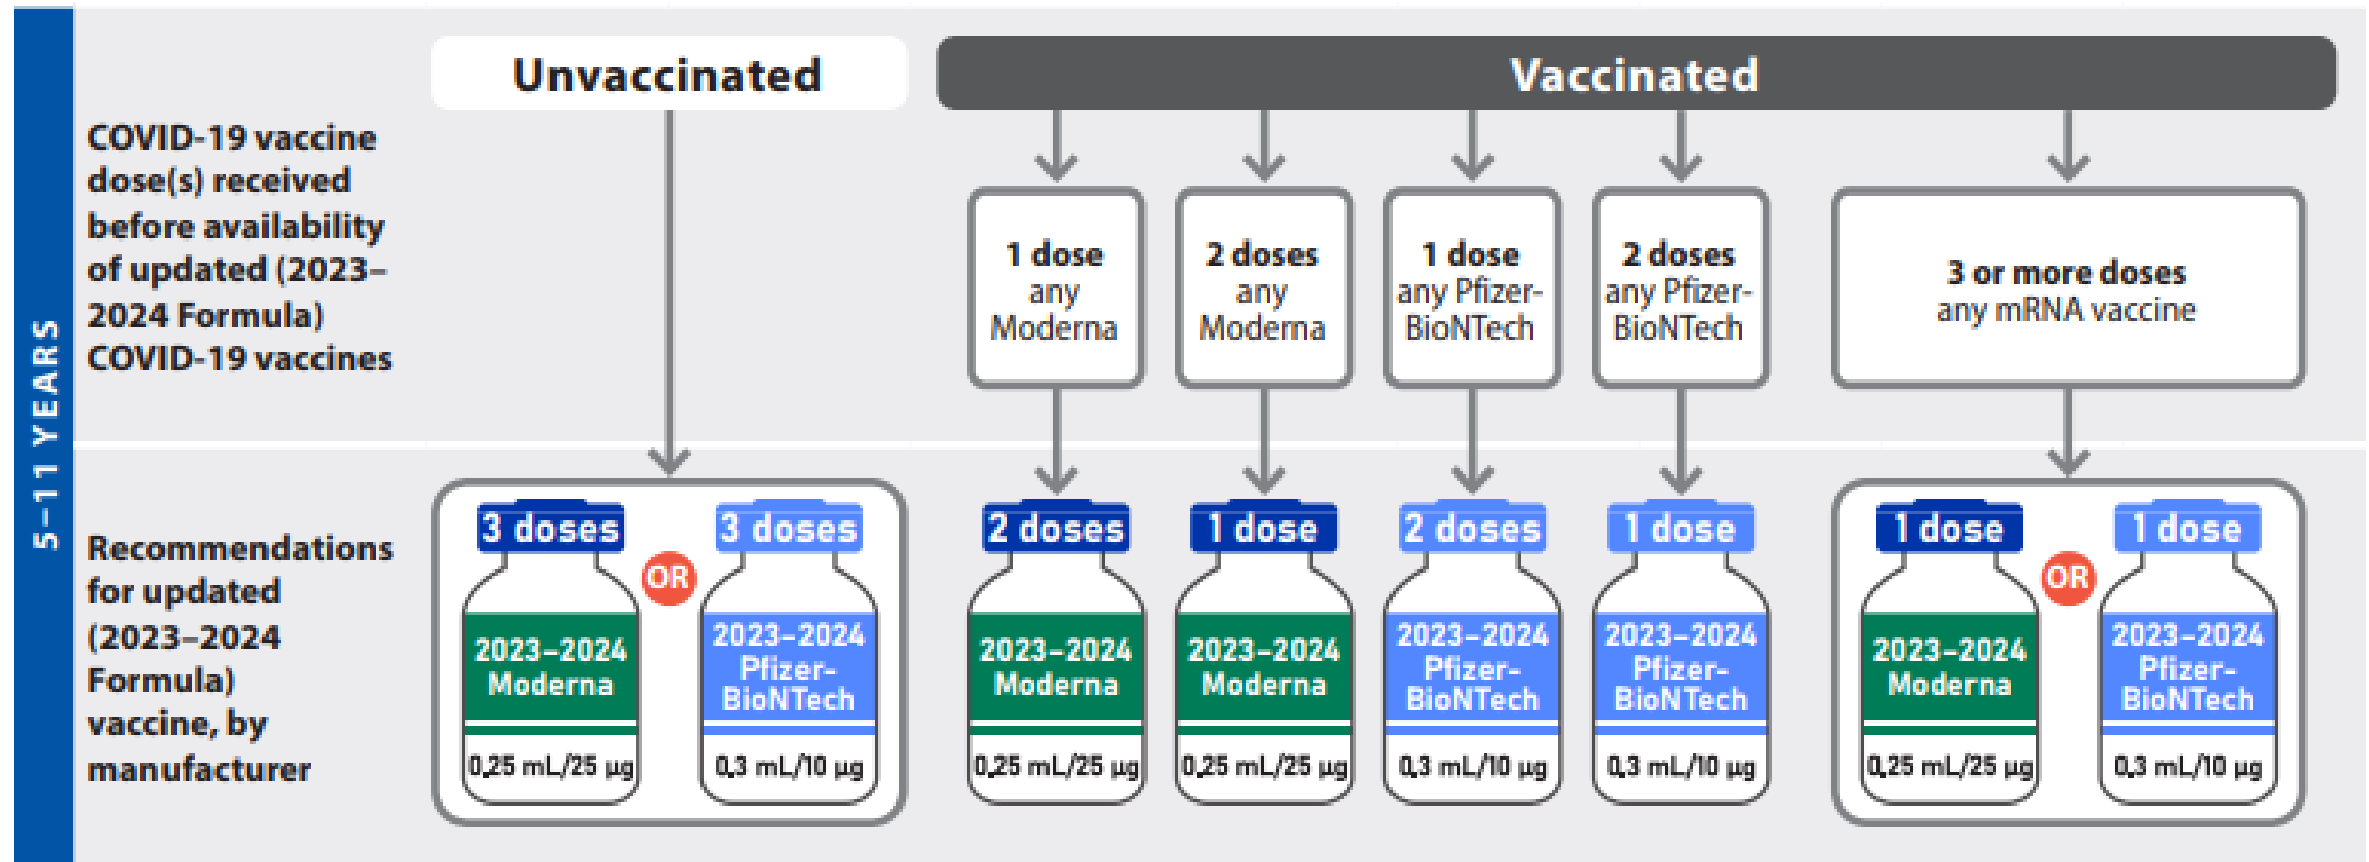 5–11 YEARS
Unvaccinated
Vaccinated
COVID-19 vaccine
dose(s) received
before availability
of updated (2023–
2024 Formula)
COVID-19 vaccines
1 dose
any
Moderna
2 doses
any
Moderna
1 dose
any Pfizer-
BioNTech
2 doses
any Pfizer-
BioNTech
3 or more doses
any mRNA vaccine
Recommendations
for updated
(2023–2024
Formula)
vaccine, by
manufacturer
3 doses
2023–2024
Moderna
0.25 mL/25 µg
OR
3 doses
2023–2024
Pfizer-
BioNTech
0.3 mL/10 µg
2 doses
2023–2024
Moderna
0.25 mL/25 µg
1 dose
2023–2024
Moderna
0.25 mL/25 µg
2 doses
2023–2024
Pfizer-
BioNTech
0.3 mL/10 µg
1 dose
2023–2024
Pfizer-
BioNTech
0.3 mL/10 µg
1 dose
2023–2024
Moderna
0.25 mL/25 µg
OR
1 dose
2023–2024
Pfizer-
BioNTech
0.3 mL/10 µg